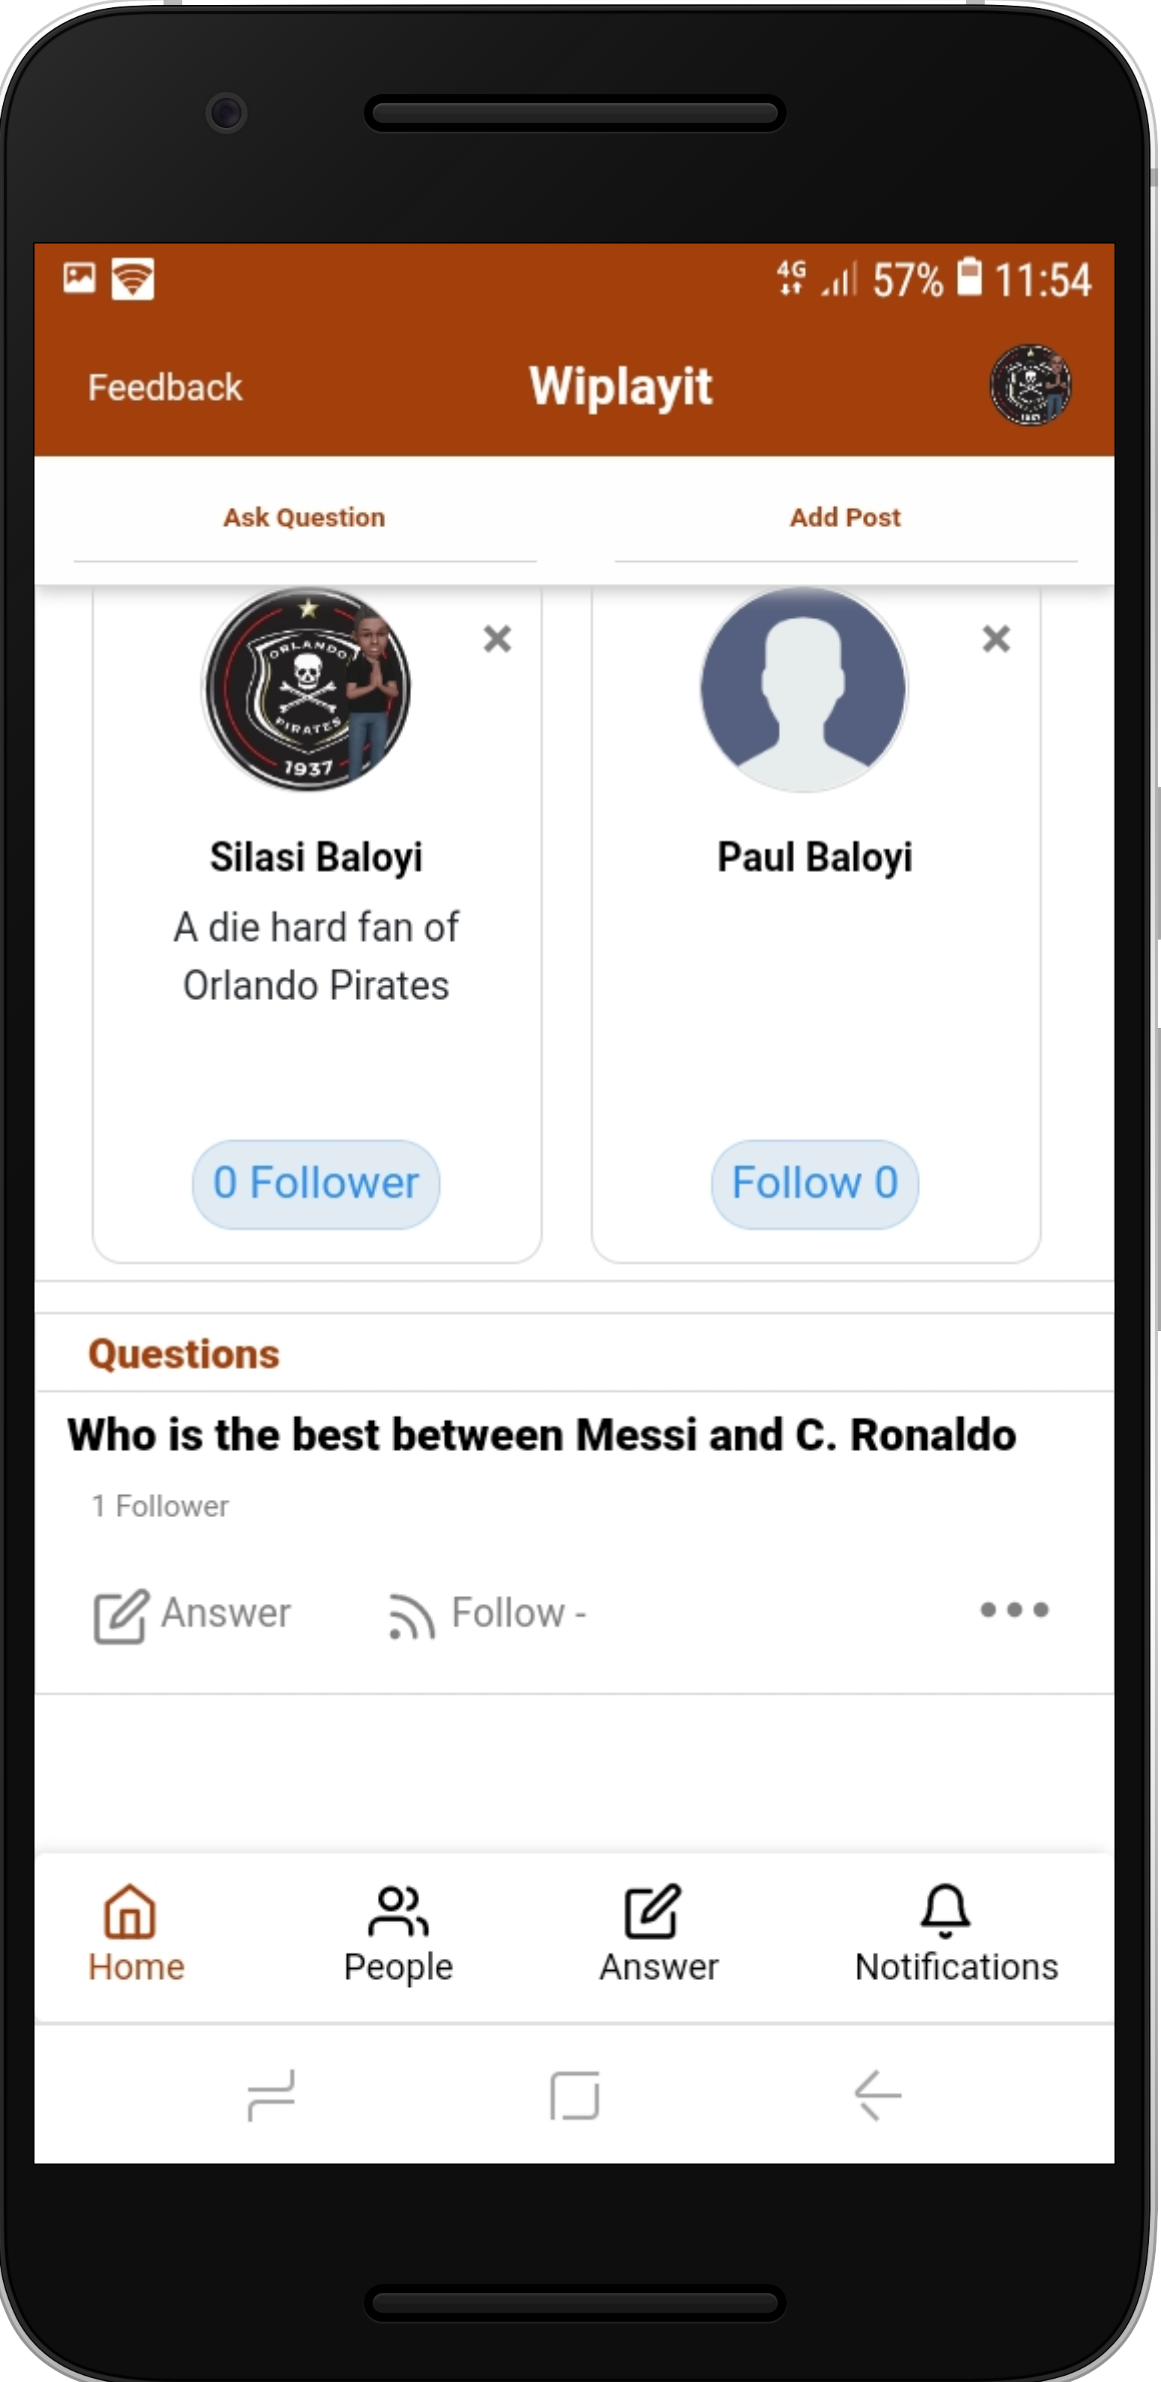 4G 57% 11:54
Feedback Wiplayit
Ask Question Add Post
ORLANDO
PIRATES
1937
Silasi Baloyi
A die hard fan of
Orlando Pirates
0 Follower
Paul Baloyi
Follow 0
Questions
Who is the best between Messi and C. Ronaldo
1 Follower
Answer Follow -
Home People Answer Notifications